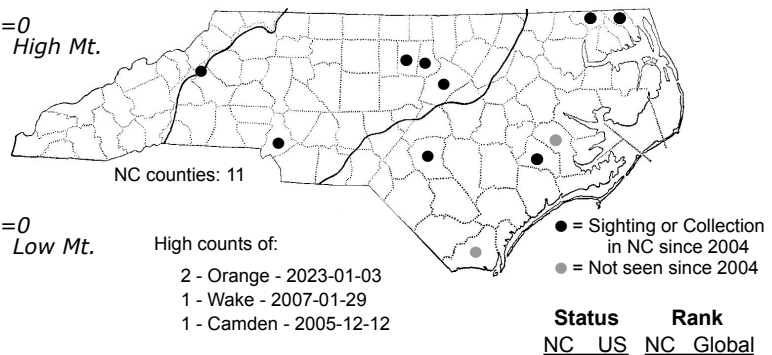 =0
High Mt.
NC counties: 11
=0
Low Mt.
High counts of:
2 - Orange - 2023-01-03
1 - Wake - 2007-01-29
1 - Camden - 2005-12-12
= Sighting or Collection
in NC since 2004
= Not seen since 2004
Status Rank
NC US NC Global